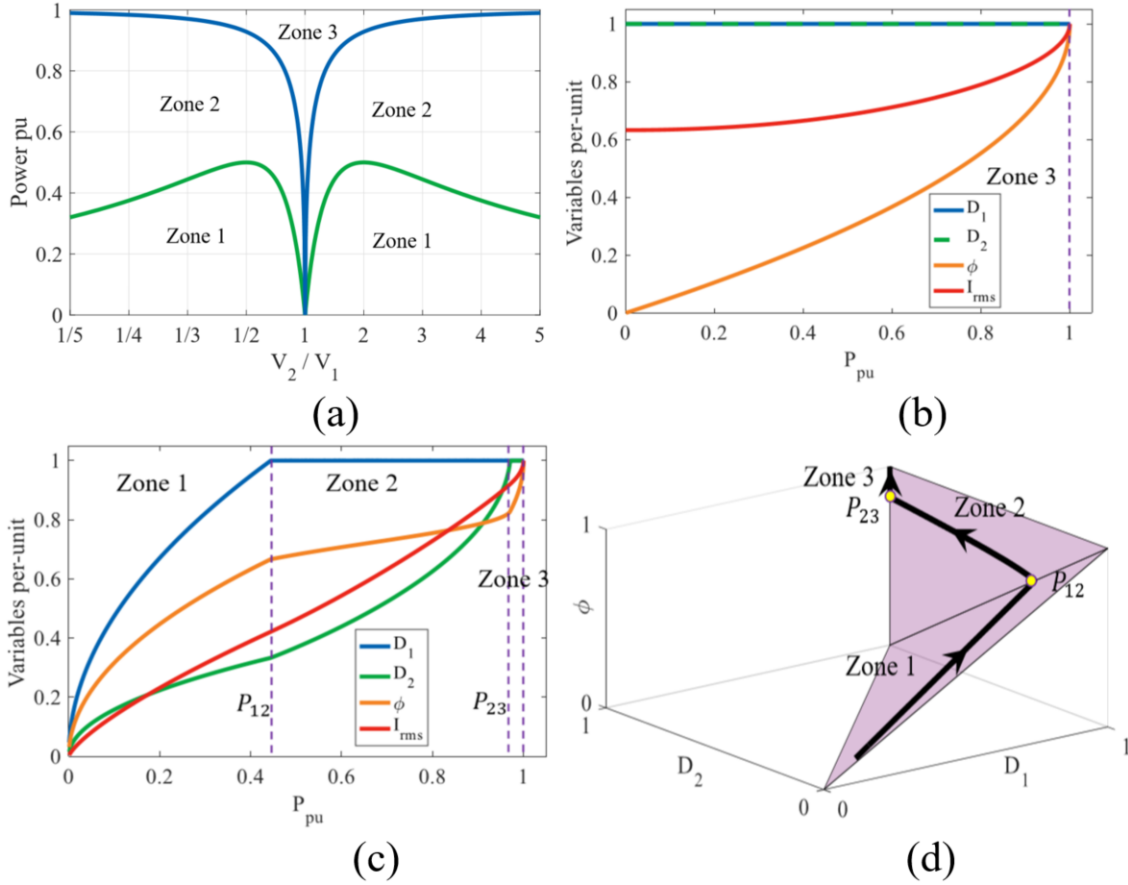 1
0.8
0.6
0.4
0.2
0
Power pu
Zone 3
Zone 2
Zone 2
Zone 1
Zone 1
1/5 1/4 1/3 1/2 1 2 3 4 5
V2 / V1
(a)
1
0.8
0.6
0.4
0.2
0
Variables per-unit
Zone 3
D1
D2
ϕ
Irms
0 0.2 0.4 0.6 0.8 1
Ppu
(b)
1
0.8
0.6
0.4
0.2
0
Variables per-unit
Zone 1
Zone 2
Zone 3
P12
P23
D1
D2
ϕ
Irms
0 0.2 0.4 0.6 0.8 1
Ppu
(c)
Zone 3
P23
Zone 2
1
ϕ
P12
Zone 1
0
1
1
D2
D1
0 0
(d)